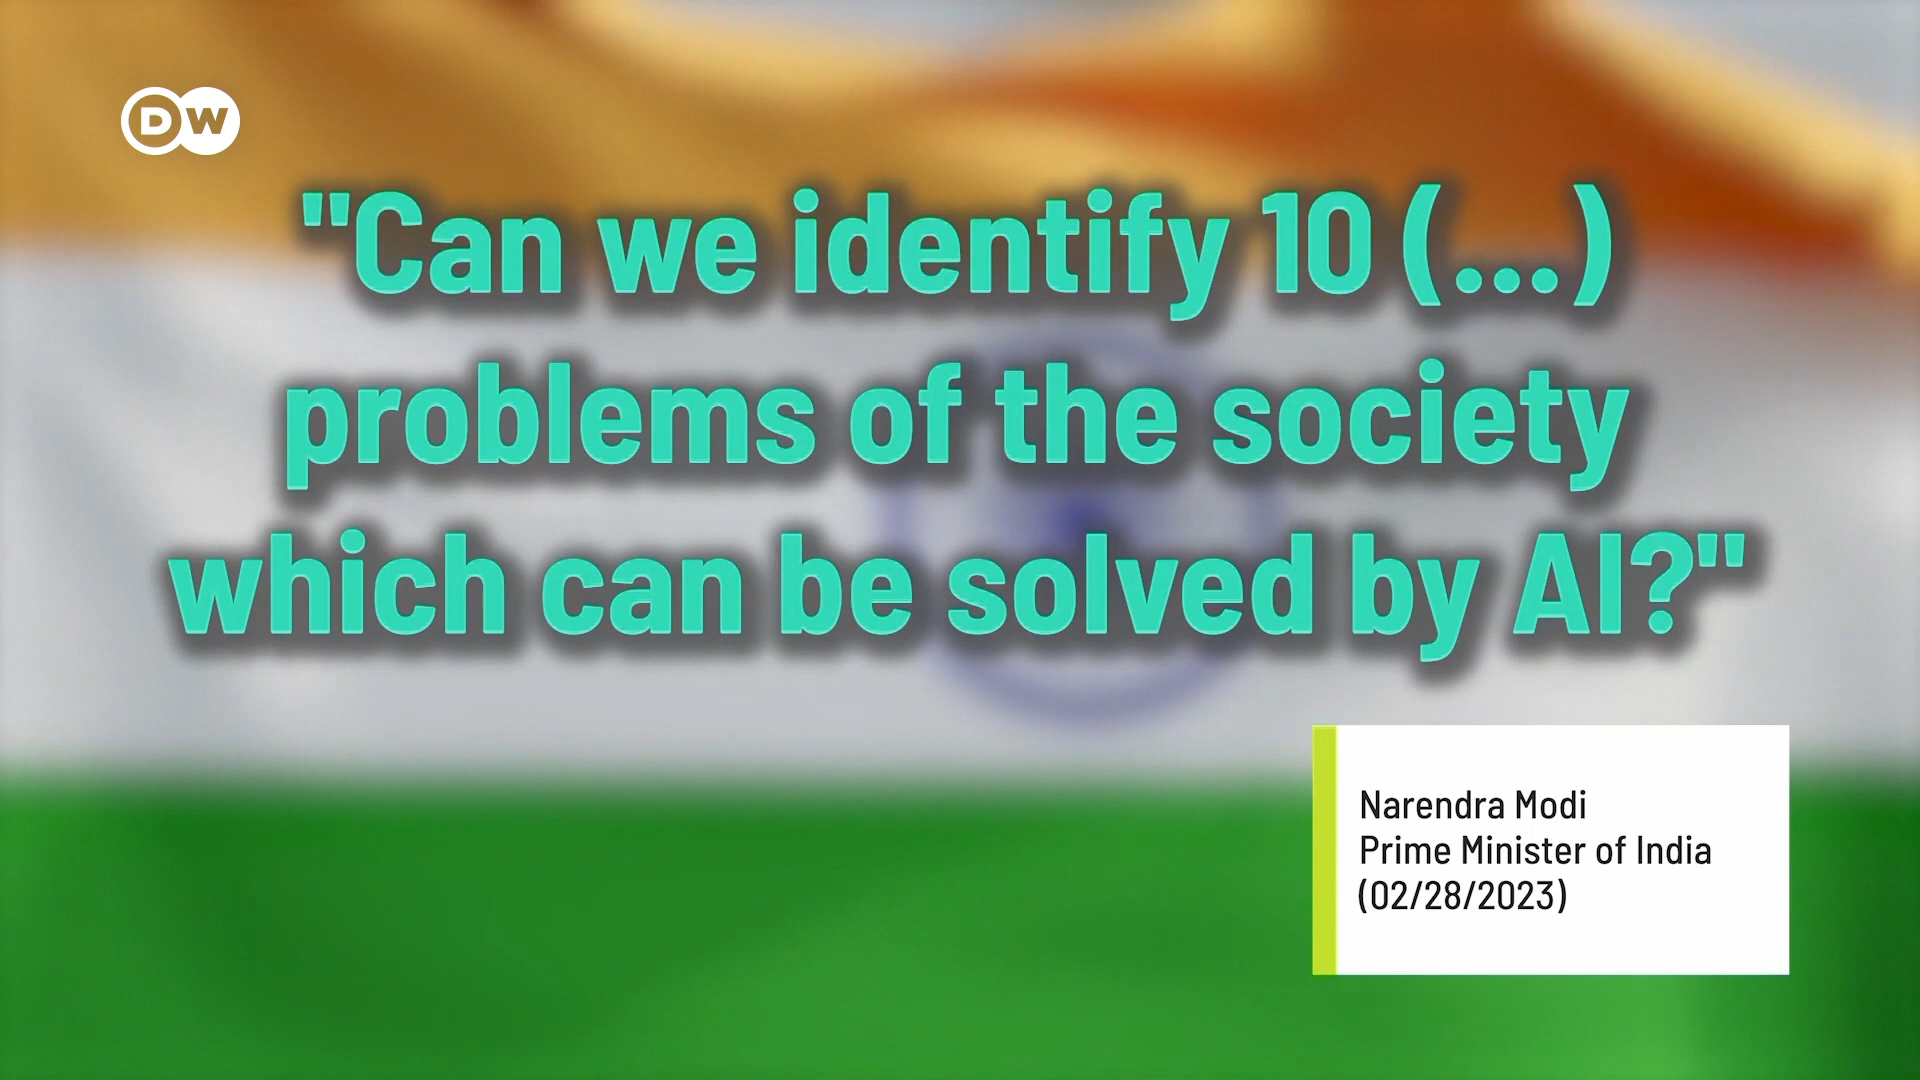 DW
"Can we identify 10 (...)
problems of the society
which can be solved by AI?"
Narendra Modi
Prime Minister of India
(02/28/2023)